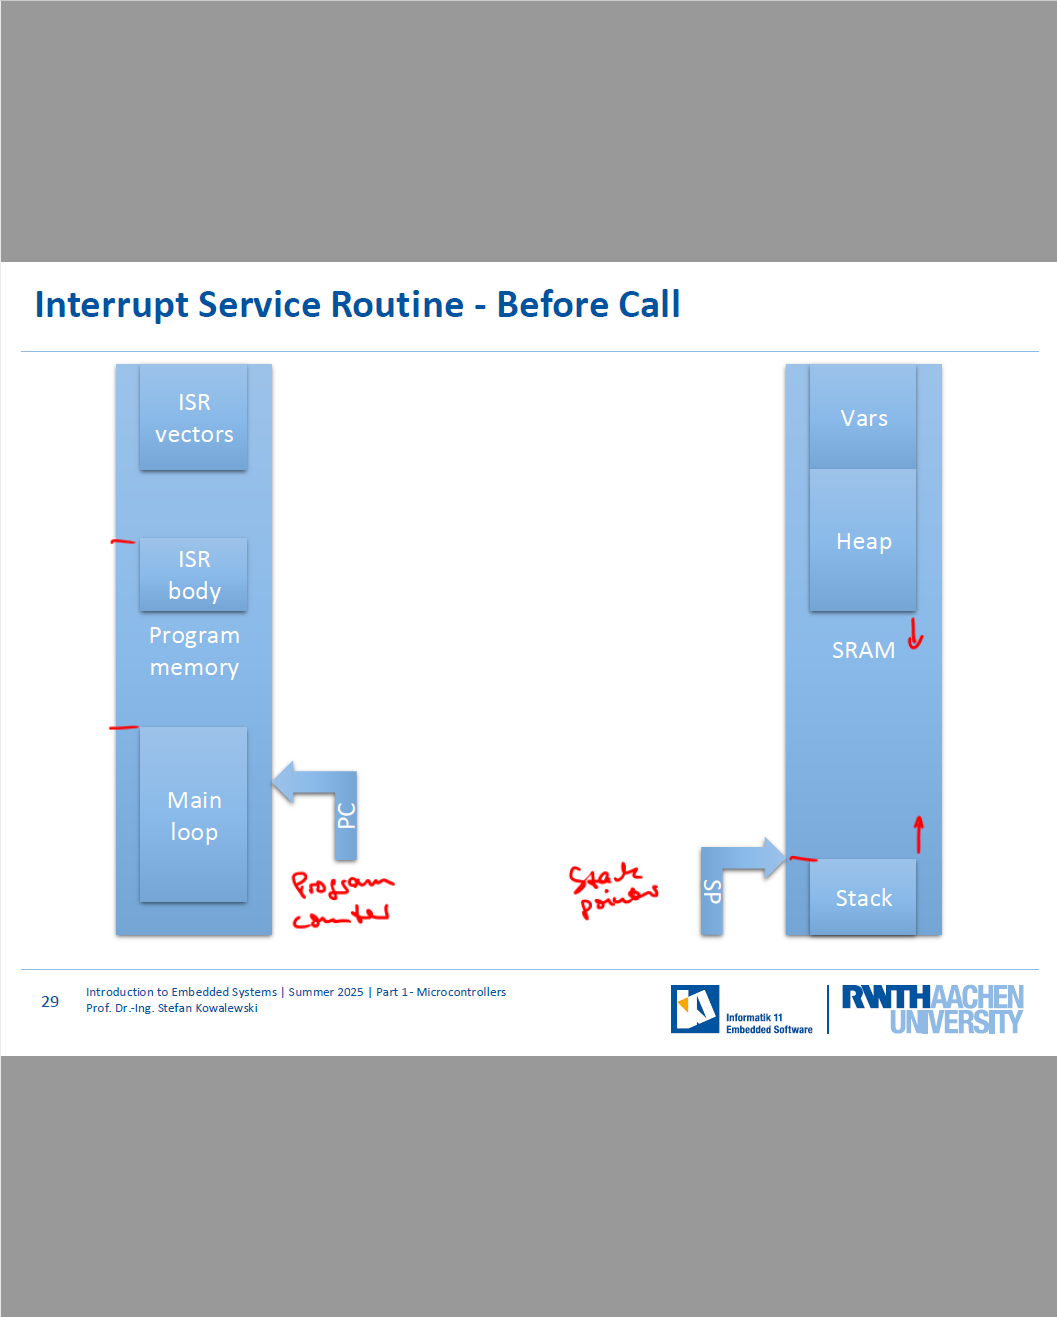 Interrupt Service Routine - Before Call
ISR
vectors
ISR
body
Program
memory
Main
loop
PC
Program
counter
Vars
Heap
SRAM
Stack
pointer
SP
Stack
29
Introduction to Embedded Systems | Summer 2025 | Part 1- Microcontrollers
Prof. Dr.-Ing. Stefan Kowalewski
Informatik 11
Embedded Software
RWTH AACHEN
UNIVERSITY